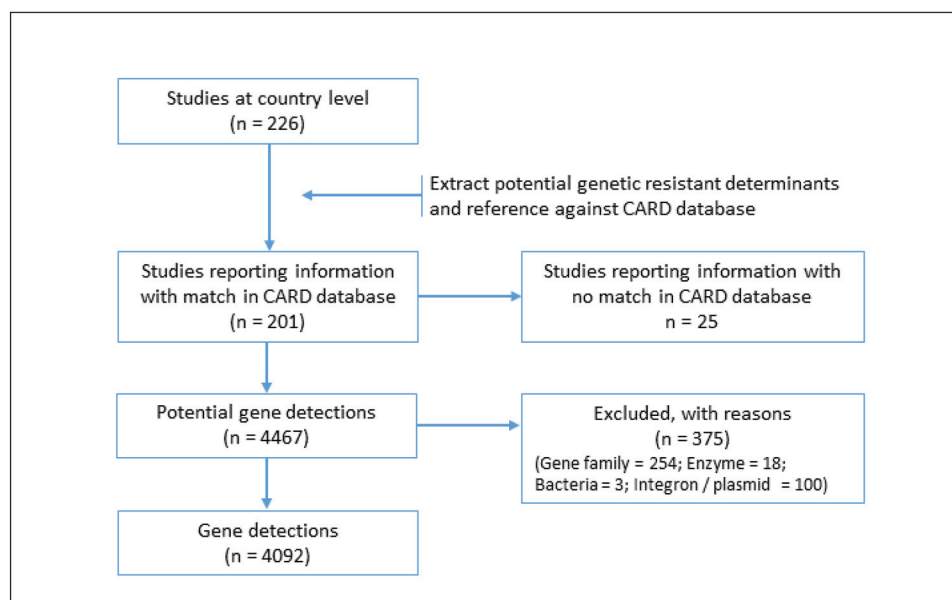 Studies at country level
(n = 226)
Extract potential genetic resistant determinants
and reference against CARD database
Studies reporting information
with match in CARD database
(n = 201)
Studies reporting information with
no match in CARD database
n = 25
Potential gene detections
(n = 4467)
Excluded, with reasons
(n = 375)
(Gene family = 254; Enzyme = 18;
Bacteria = 3; Integron / plasmid = 100)
Gene detections
(n = 4092)